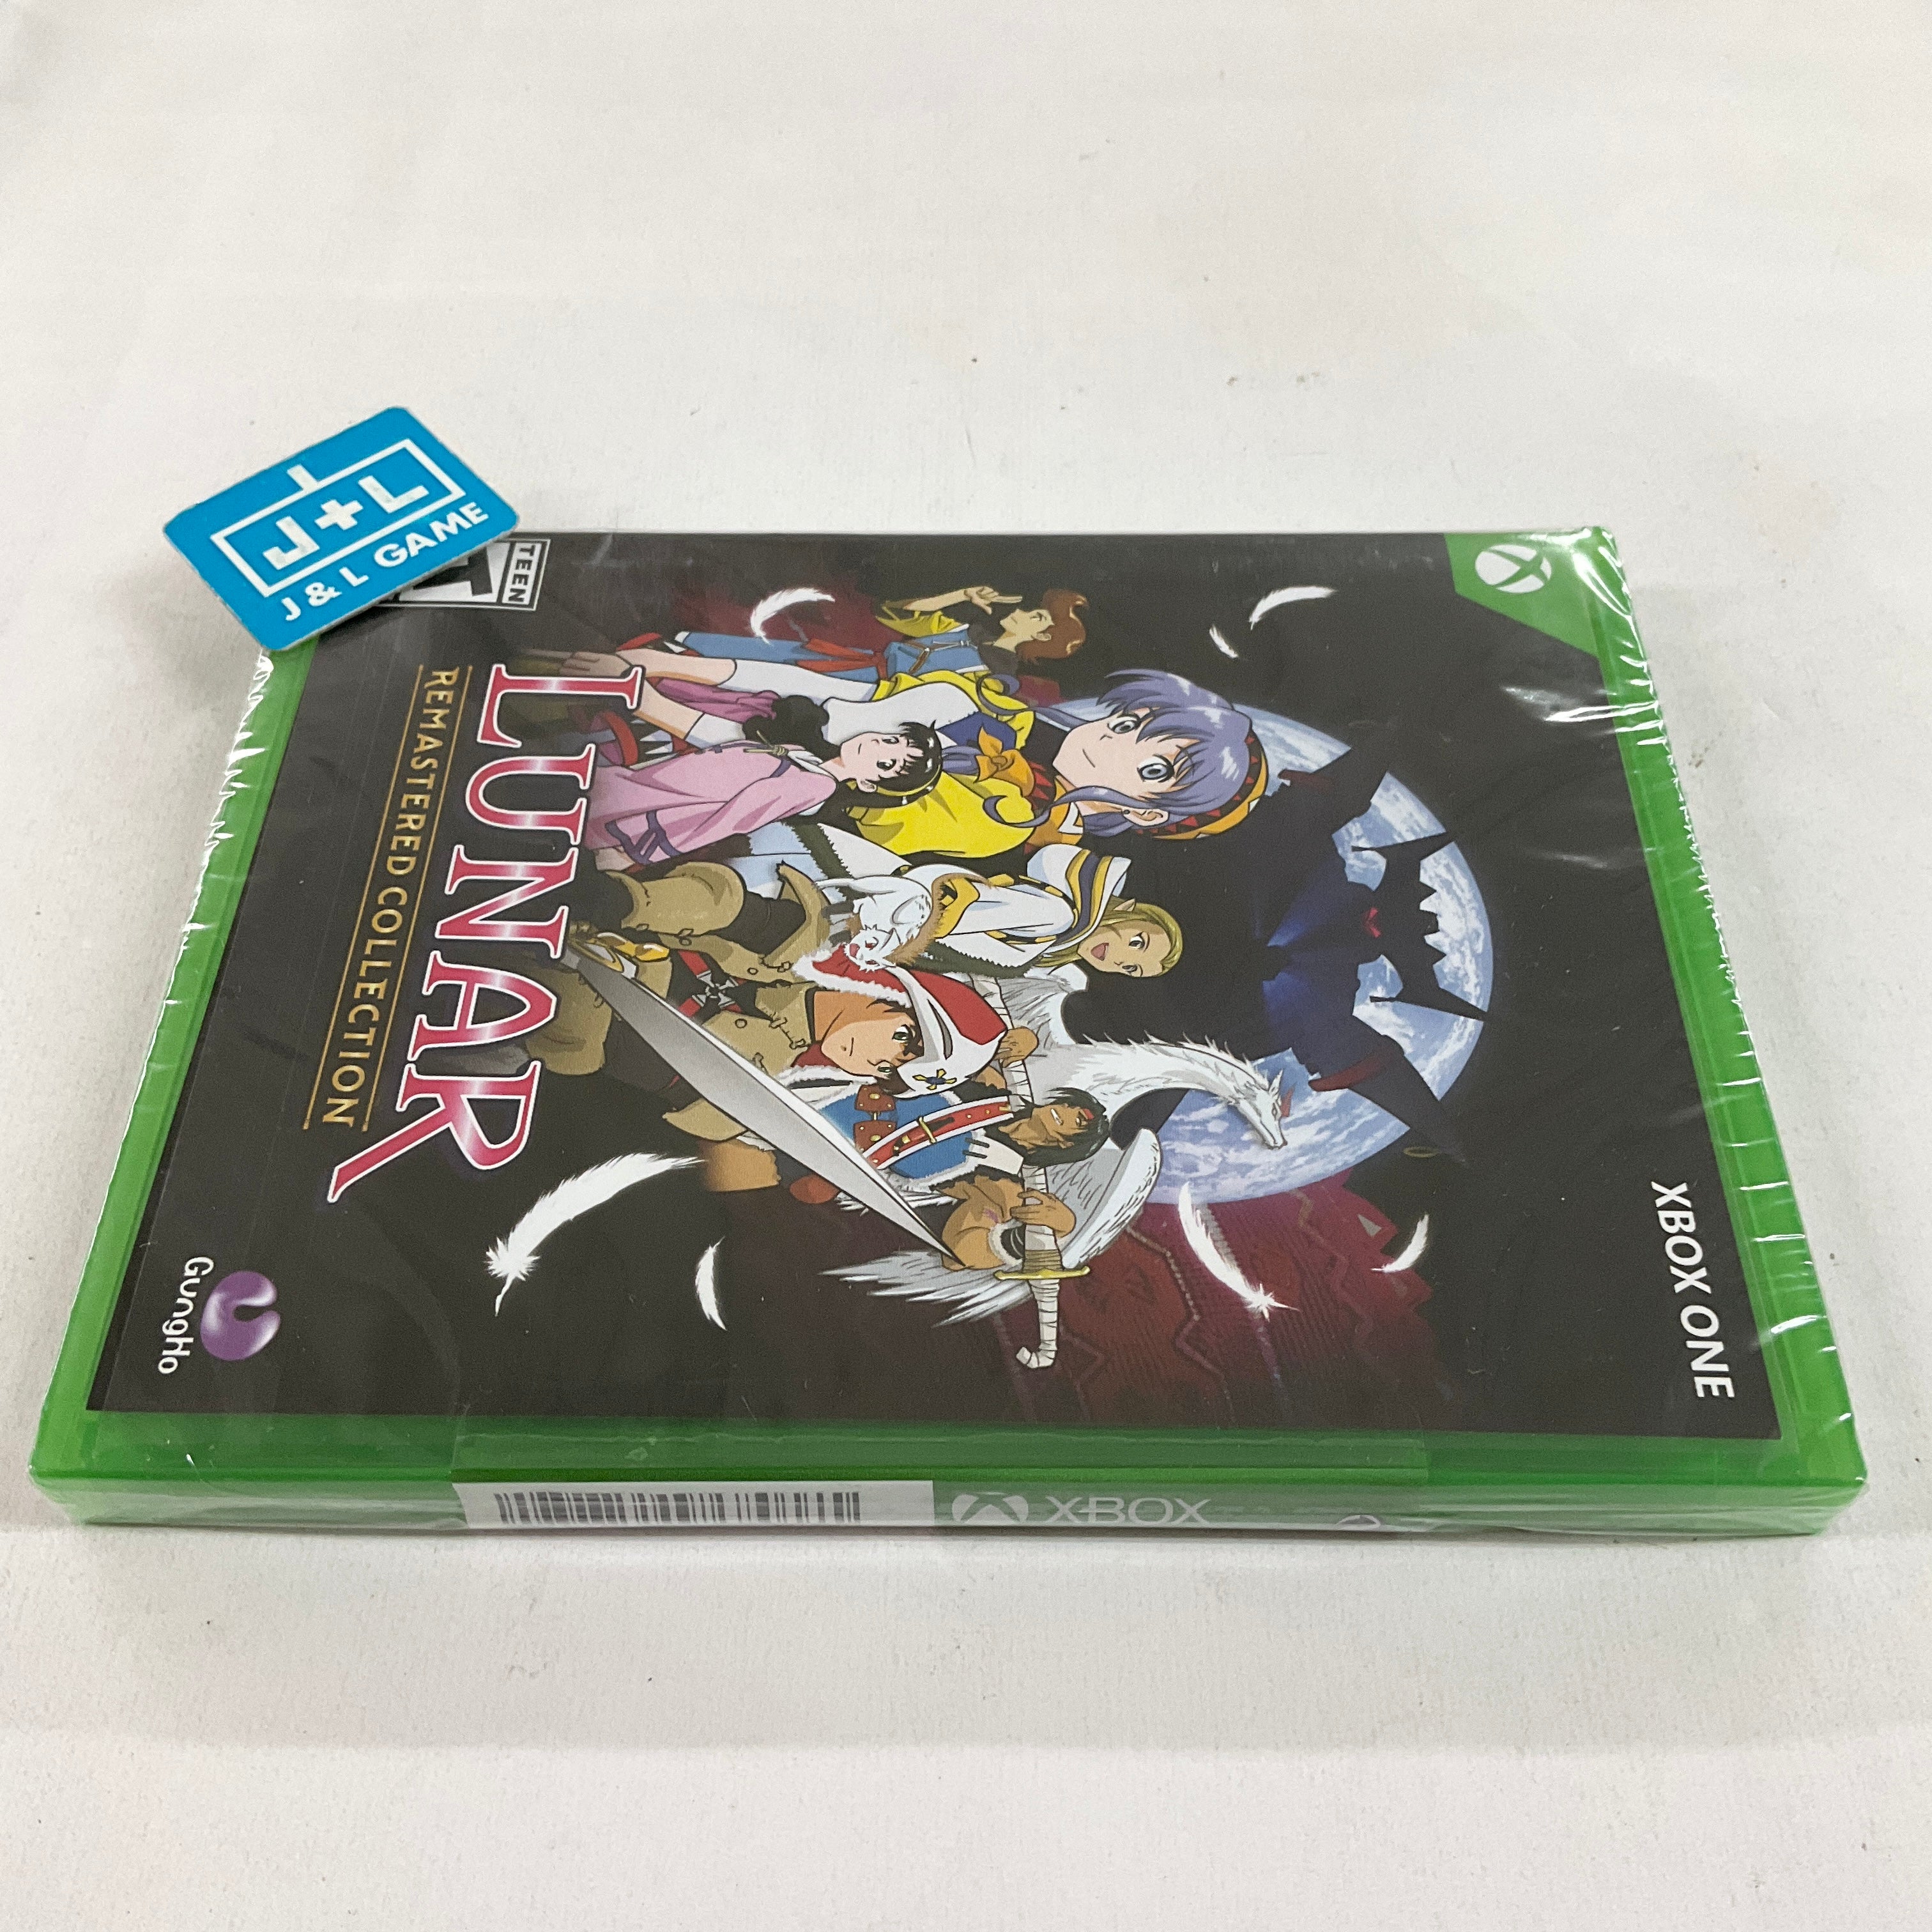 J+L
J & L GAME
TEEN
T
XBOX ONE
LUNAR
REMASTERED COLLECTION
GungHo
XBOX